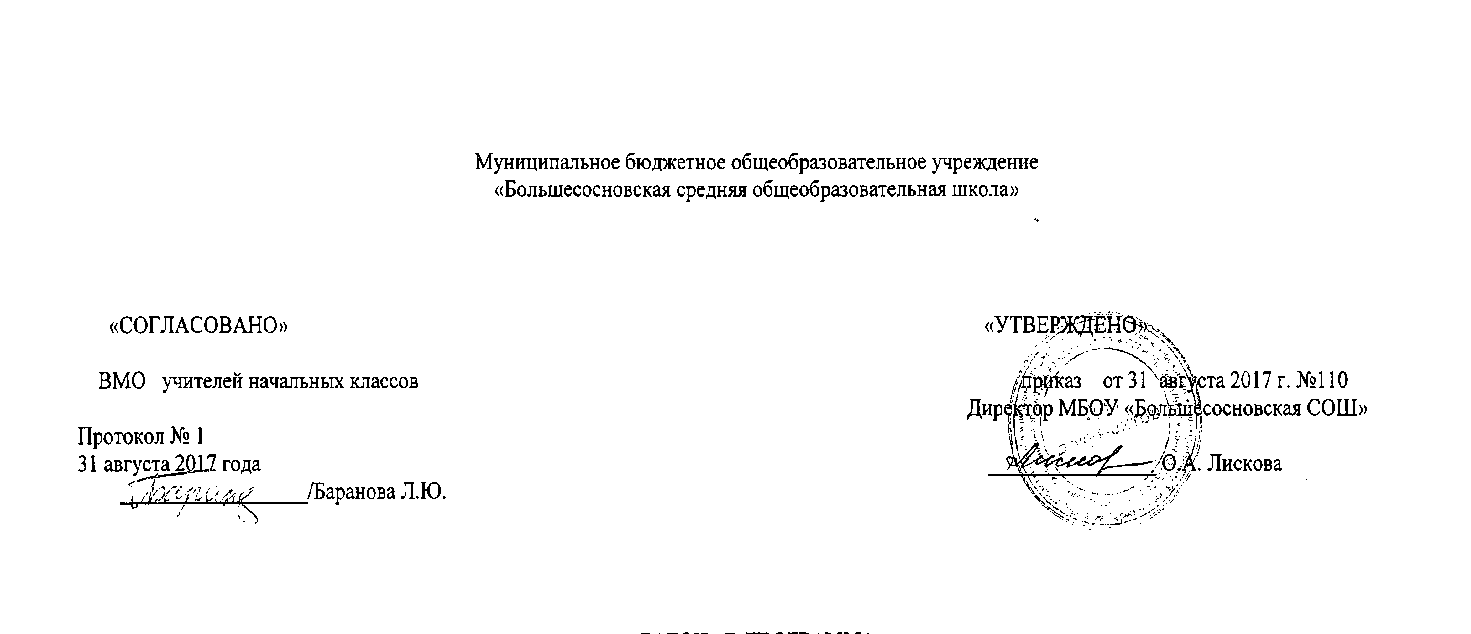 Муниципальное бюджетное общеобразовательное учреждение
«Большесосновская средняя общеобразовательная школа»
«СОГЛАСОВАНО»
ВМО учителей начальных классов
Протокол № 1
31 августа 2017 года
/Баранова Л.Ю.
«УТВЕРЖДЕНО»
приказ от 31 августа 2017 г. №110
Директор МБОУ «Большесосновская СОШ»
О.А. Лискова